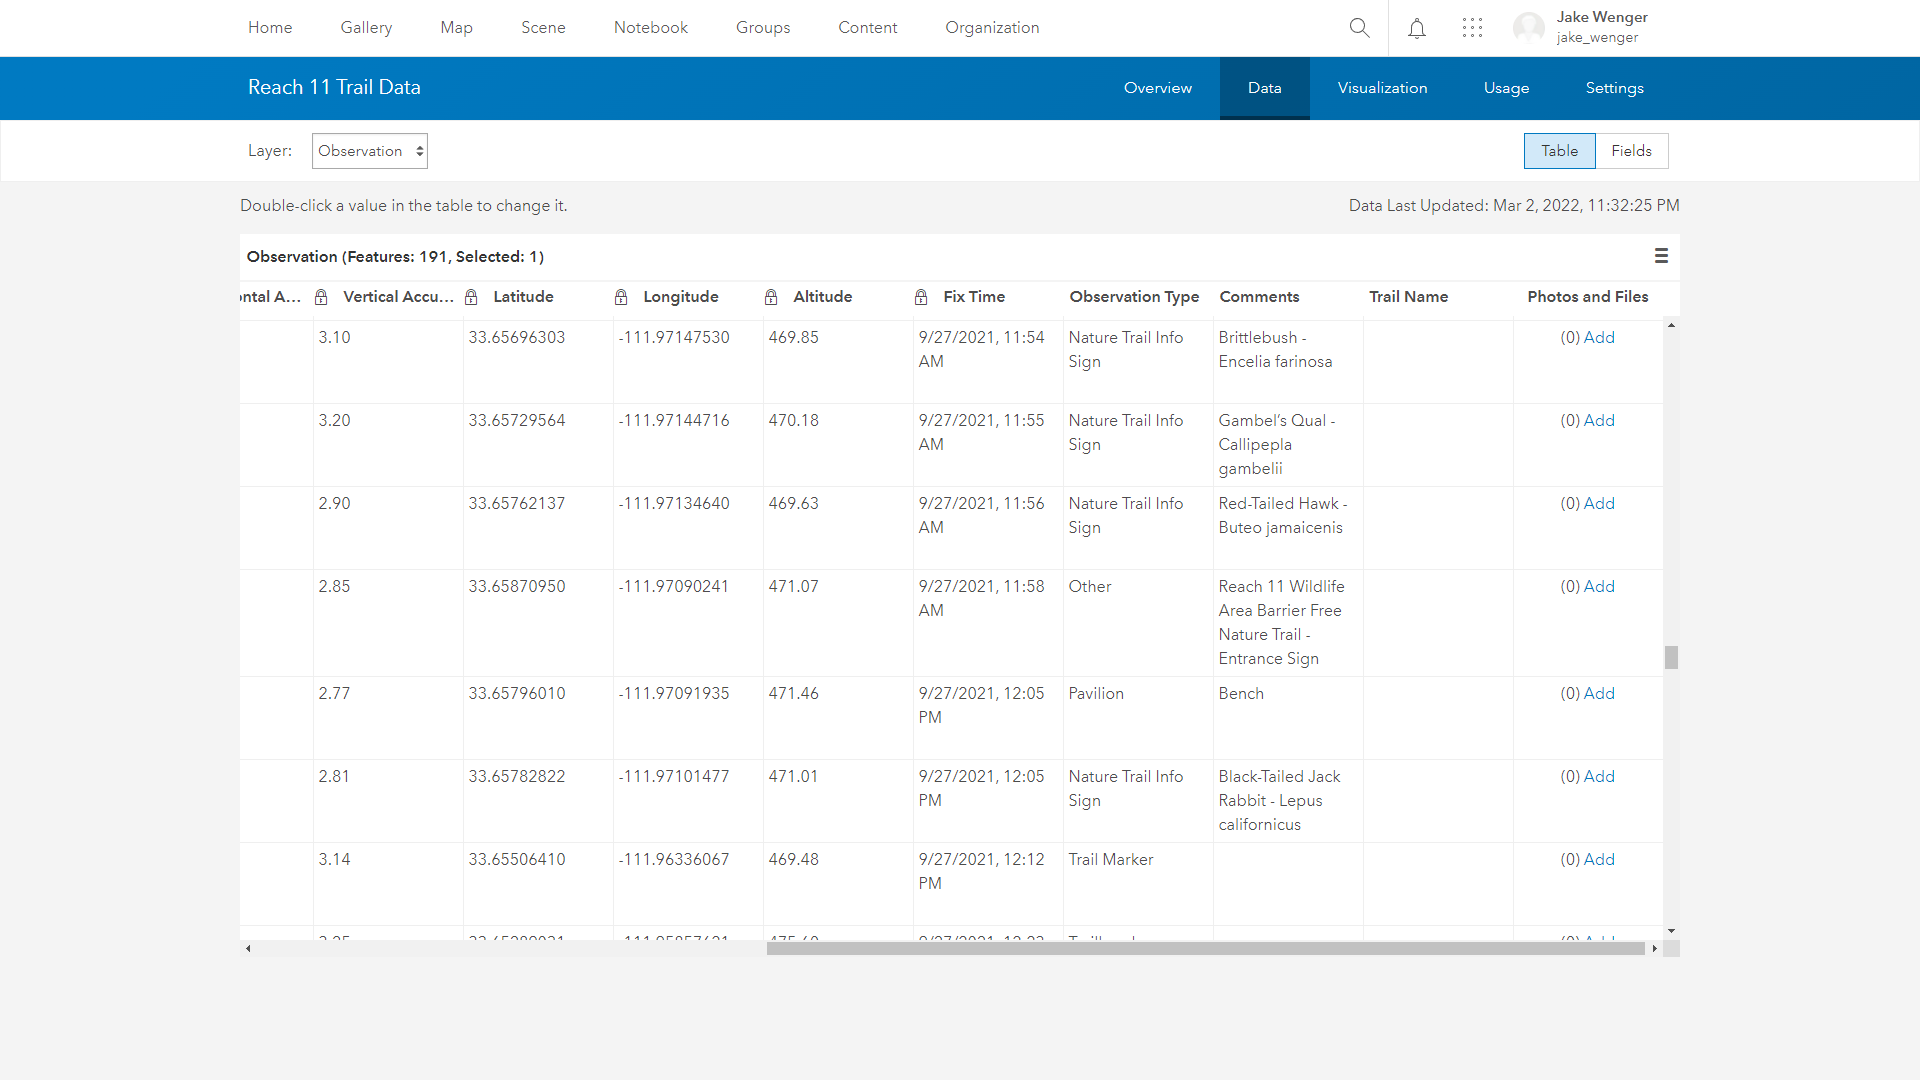 Home Gallery Map Scene Notebook Groups Content Organization
Jake Wenger
jake_wenger
Reach 11 Trail Data Overview Data Visualization Usage Settings
Layer: Observation Table Fields
Double-click a value in the table to change it. Data Last Updated: Mar 2, 2022, 11:32:25 PM
Observation (Features: 191, Selected: 1)
ontal A... Vertical Accu... Latitude Longitude Altitude Fix Time Observation Type Comments Trail Name Photos and Files
3.10 33.65696303 -111.97147530 469.85 9/27/2021, 11:54 Nature Trail Info Brittlebush - (0) Add
AM Sign Encelia farinosa
3.20 33.65729564 -111.97144716 470.18 9/27/2021, 11:55 Nature Trail Info Gambel’s Qual - (0) Add
AM Sign Callipepla
gambelii
2.90 33.65762137 -111.97134640 469.63 9/27/2021, 11:56 Nature Trail Info Red-Tailed Hawk - (0) Add
AM Sign Buteo jamaicenis
2.85 33.65870950 -111.97090241 471.07 9/27/2021, 11:58 Other Reach 11 Wildlife (0) Add
AM Area Barrier Free
Nature Trail -
Entrance Sign
2.77 33.65796010 -111.97091935 471.46 9/27/2021, 12:05 Pavilion Bench (0) Add
PM
2.81 33.65782822 -111.97101477 471.01 9/27/2021, 12:05 Nature Trail Info Black-Tailed Jack (0) Add
PM Sign Rabbit - Lepus
californicus
3.14 33.65506410 -111.96336067 469.48 9/27/2021, 12:12 Trail Marker (0) Add
PM